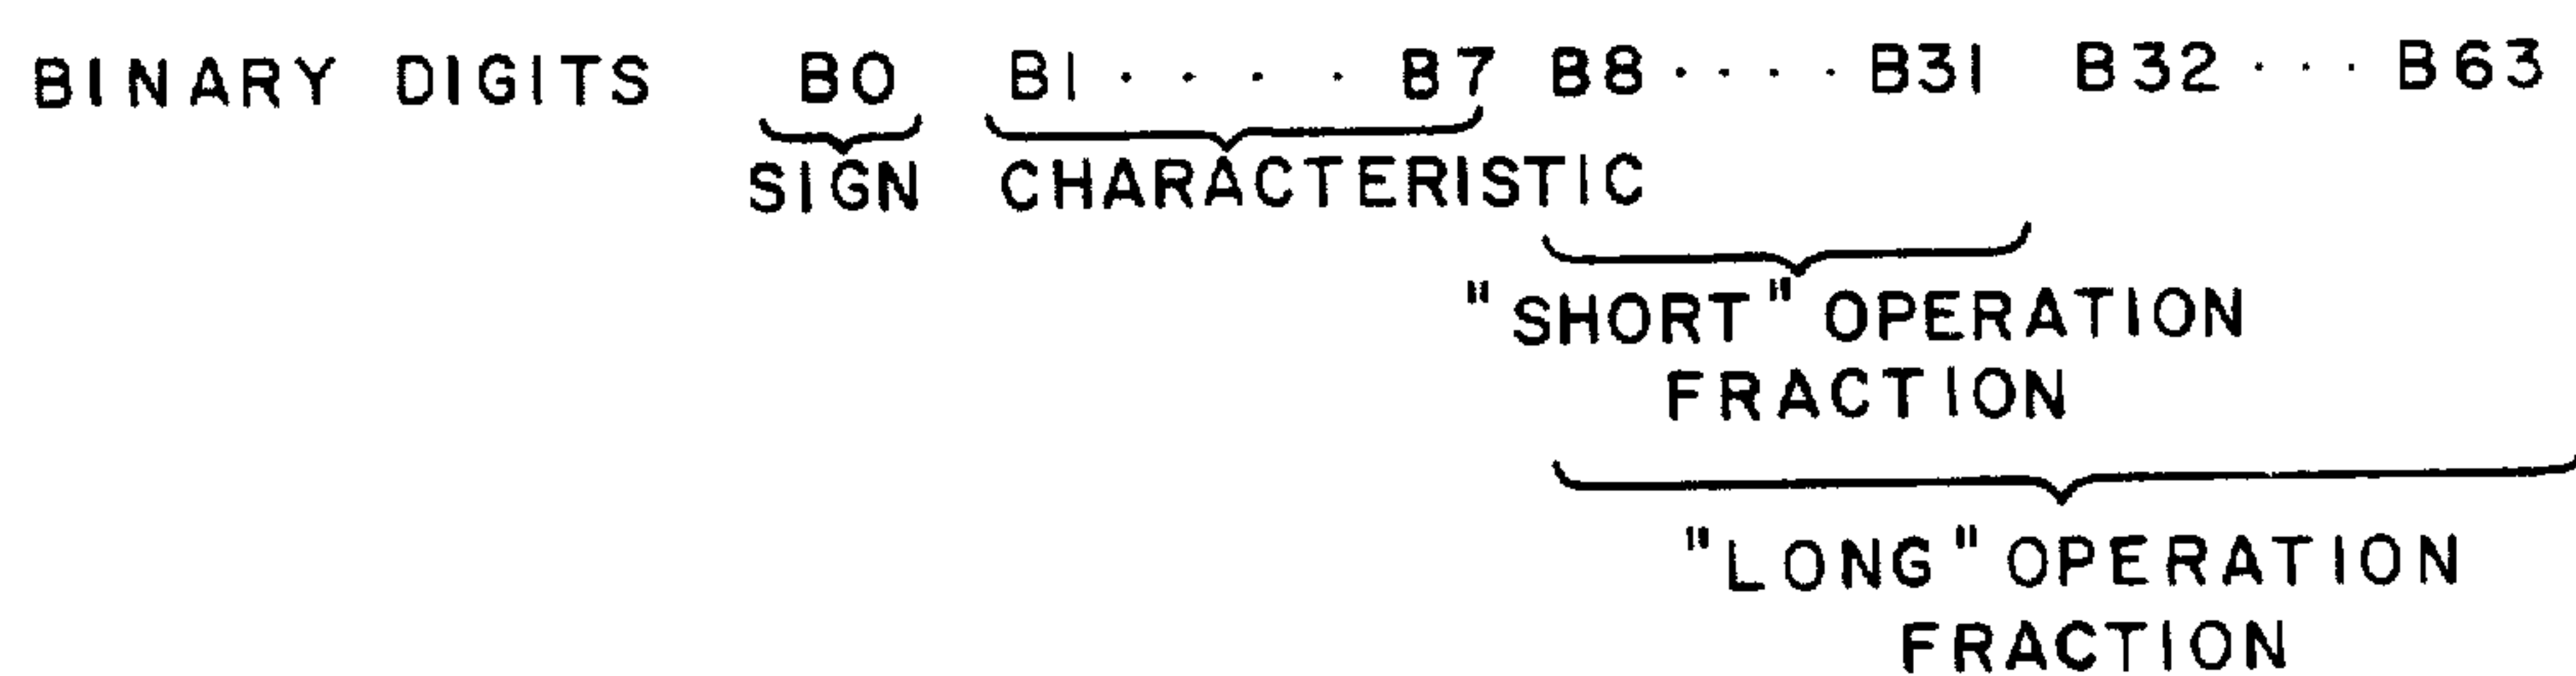 BINARY DIGITS B0 B1 · · · · B7 B8 · · · · B31 B32 · · · B63
SIGN CHARACTERISTIC
"SHORT" OPERATION
FRACTION
"LONG" OPERATION
FRACTION